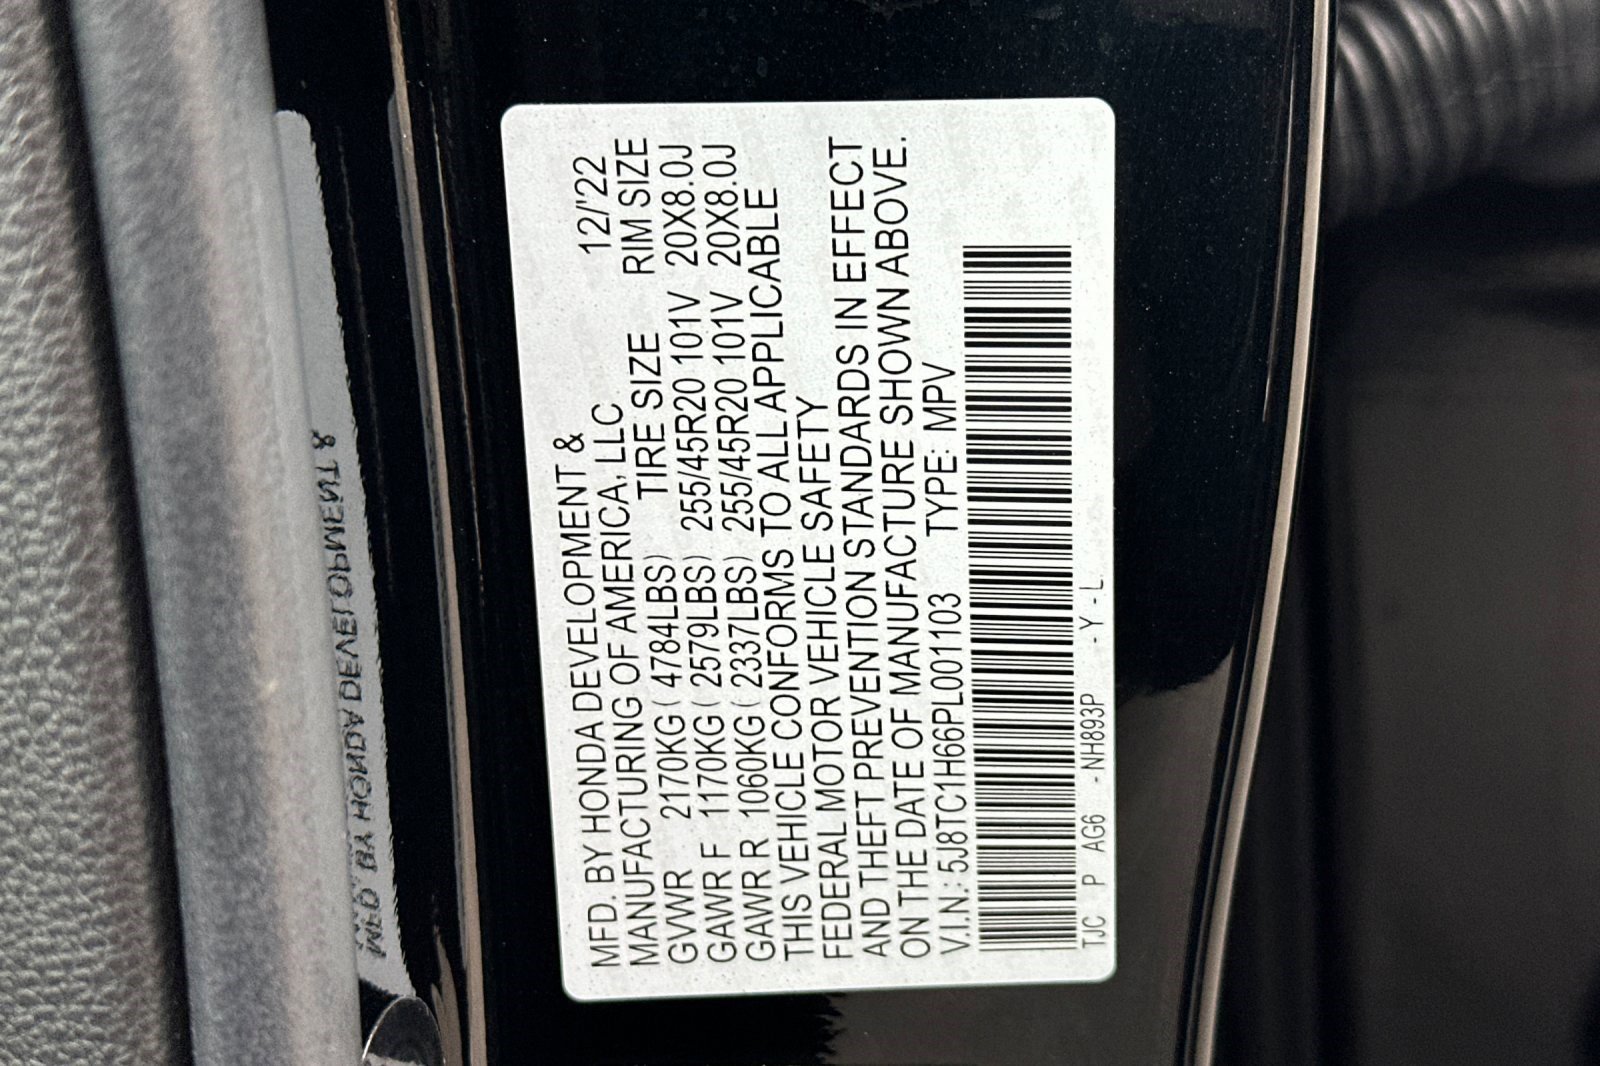 MFD. BY HONDA DEVELOPMENT & 12/'22
MANUFACTURING OF AMERICA, LLC
TIRE SIZE RIM SIZE
GVWR 2170KG ( 4784LBS)
GAWR F 1170KG ( 2579LBS) 255/45R20 101V 20X8.0J
GAWR R 1060KG ( 2337LBS) 255/45R20 101V 20X8.0J
THIS VEHICLE CONFORMS TO ALL APPLICABLE
FEDERAL MOTOR VEHICLE SAFETY
AND THEFT PREVENTION STANDARDS IN EFFECT
ON THE DATE OF MANUFACTURE SHOWN ABOVE.
V.I.N.: 5J8TC1H66PL001103 TYPE: MPV
TJC P AG6 - NH893P - Y - L
MFD. BY HONDA DEVELOPMENT &